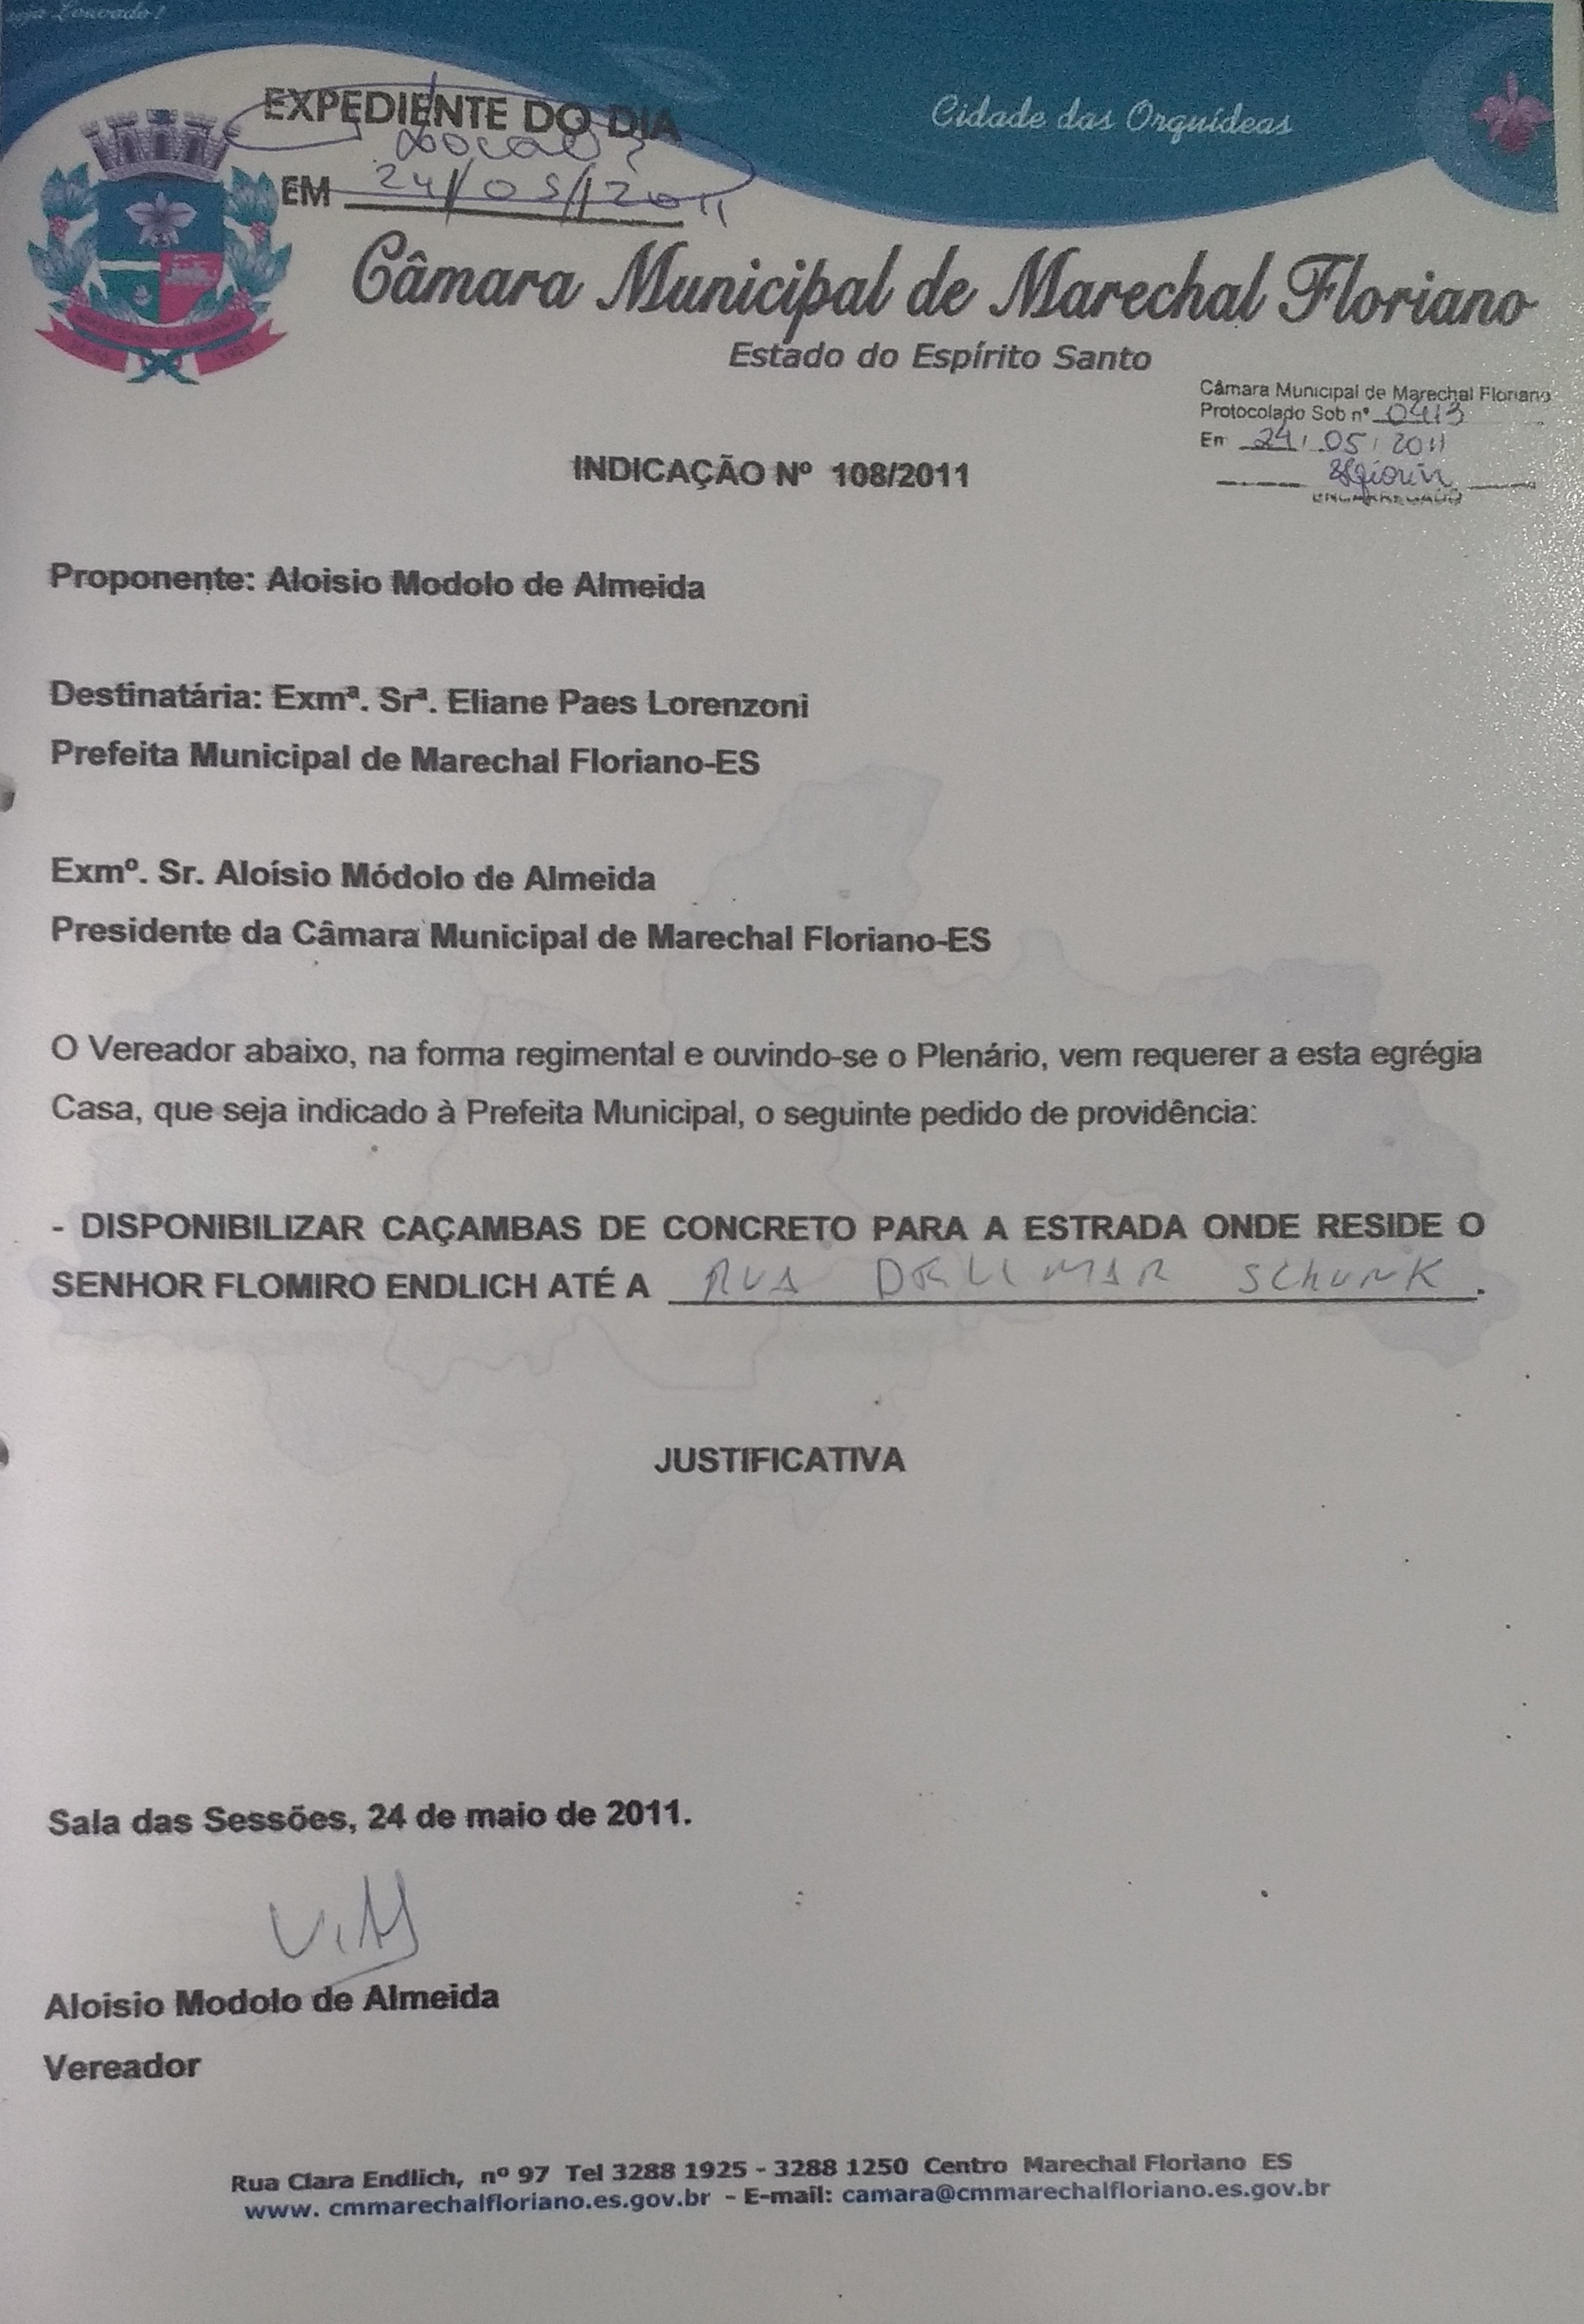 seja Louvado!
Cidade das Orquídeas
EXPEDIENTE DO DIA
EM 24/05/2011
Câmara Municipal de Marechal Floriano
Estado do Espírito Santo
Câmara Municipal de Marechal Floriano
Protocolado Sob nº 0413
Em 24/05/2011
ENCARREGADO
INDICAÇÃO Nº 108/2011
Proponente: Aloisio Modolo de Almeida
Destinatária: Exmª. Srª. Eliane Paes Lorenzoni
Prefeita Municipal de Marechal Floriano-ES
Exmº. Sr. Aloísio Módolo de Almeida
Presidente da Câmara Municipal de Marechal Floriano-ES
O Vereador abaixo, na forma regimental e ouvindo-se o Plenário, vem requerer a esta egrégia
Casa, que seja indicado à Prefeita Municipal, o seguinte pedido de providência:
- DISPONIBILIZAR CAÇAMBAS DE CONCRETO PARA A ESTRADA ONDE RESIDE O
SENHOR FLOMIRO ENDLICH ATÉ A RUA SCHUNK.
JUSTIFICATIVA
Sala das Sessões, 24 de maio de 2011.
Aloisio Modolo de Almeida
Vereador
Rua Clara Endlich, nº 97 Tel 3288 1925 - 3288 1250 Centro Marechal Floriano ES
www. cmmarechalfloriano.es.gov.br - E-mail: camara@cmmarechalfloriano.es.gov.br